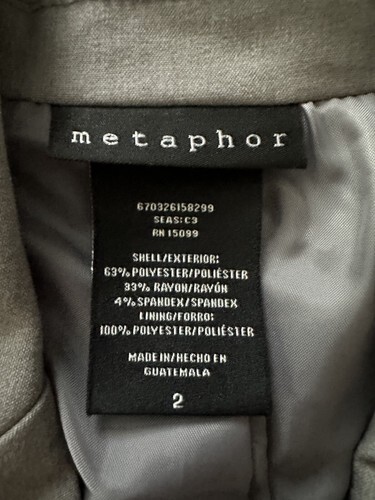 metaphor
670326158299
SEAS: C3
RN 15099
SHELL/EXTERIOR:
63% POLYESTER/POLIÉSTER
33% RAYON/RAYÓN
4% SPANDEX/SPANDEX
LINING/FORRO:
100% POLYESTER/POLIÉSTER
MADE IN/HECHO EN
GUATEMALA
2